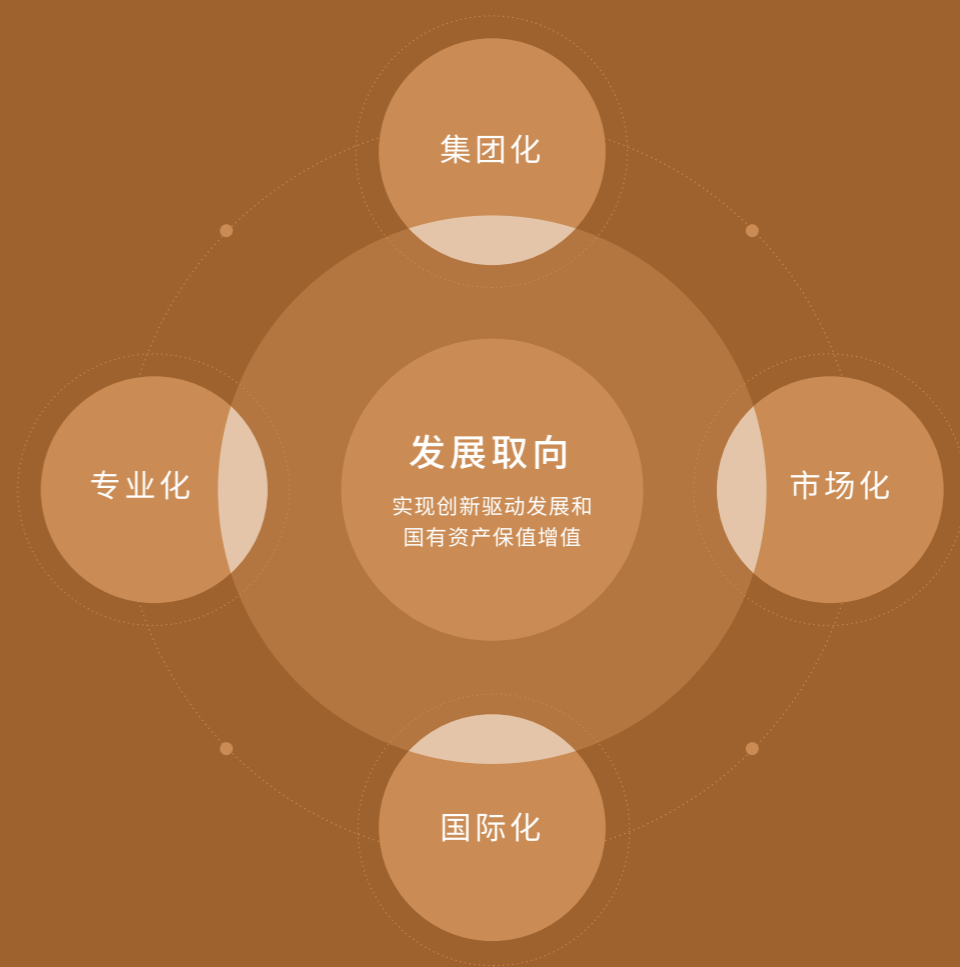 集团化
专业化
发展取向
实现创新驱动发展和
国有资产保值增值
市场化
国际化